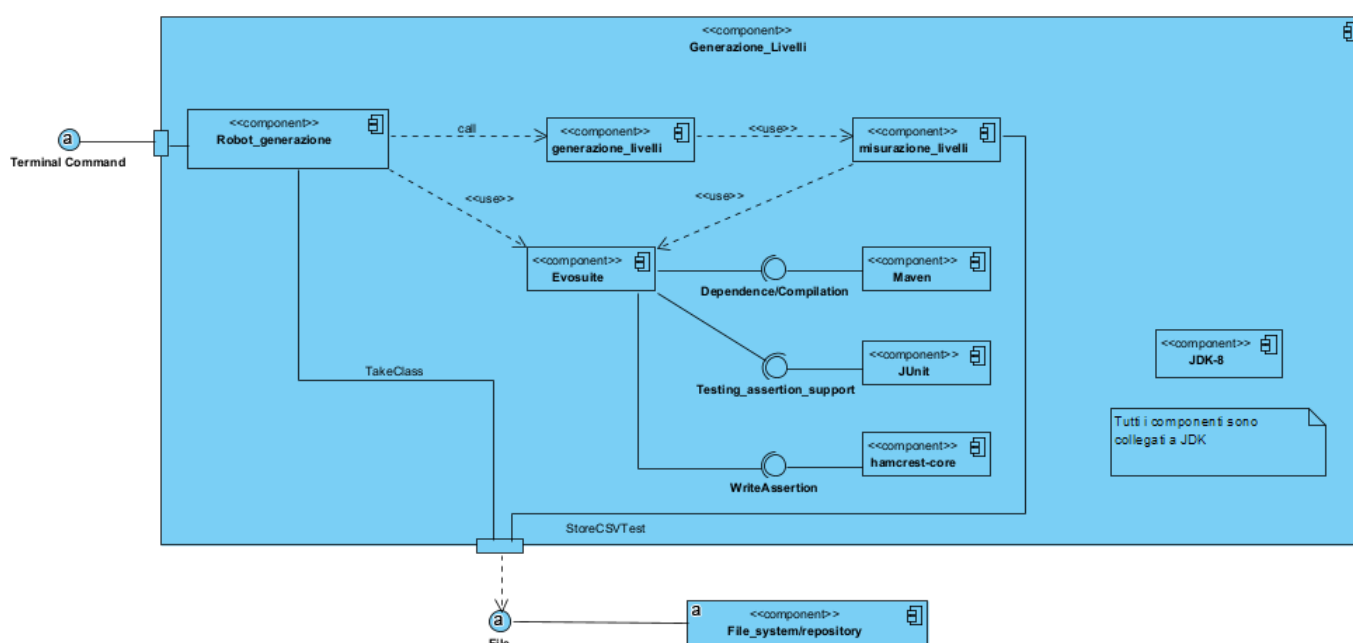 <<component>>
Generazione_Livelli
<<component>>
Robot_generazione
call
<<component>>
generazione_livelli
<<use>>
<<component>>
misurazione_livelli
a
Terminal Command
<<use>>
<<use>>
<<component>>
Evosuite
<<component>>
Maven
Dependence/Compilation
<<component>>
JDK-8
TakeClass
<<component>>
JUnit
Testing_assertion_support
Tutti i componenti sono
collegati a JDK
<<component>>
hamcrest-core
WriteAssertion
StoreCSVTest
a
File
a
<<component>>
File_system/repository